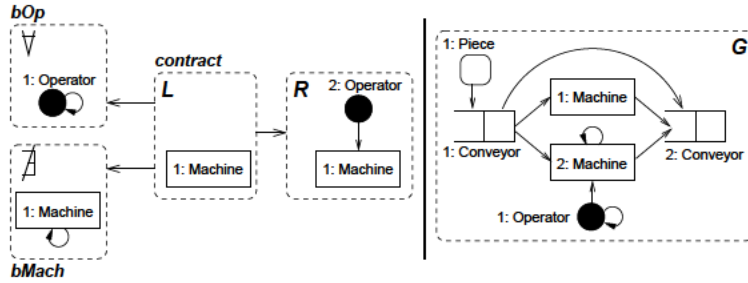 bOp
∀
1: Operator
contract
L
R
2: Operator
1: Machine
1: Machine
∄
1: Machine
bMach
G
1: Piece
1: Machine
1: Conveyor
2: Machine
2: Conveyor
1: Operator